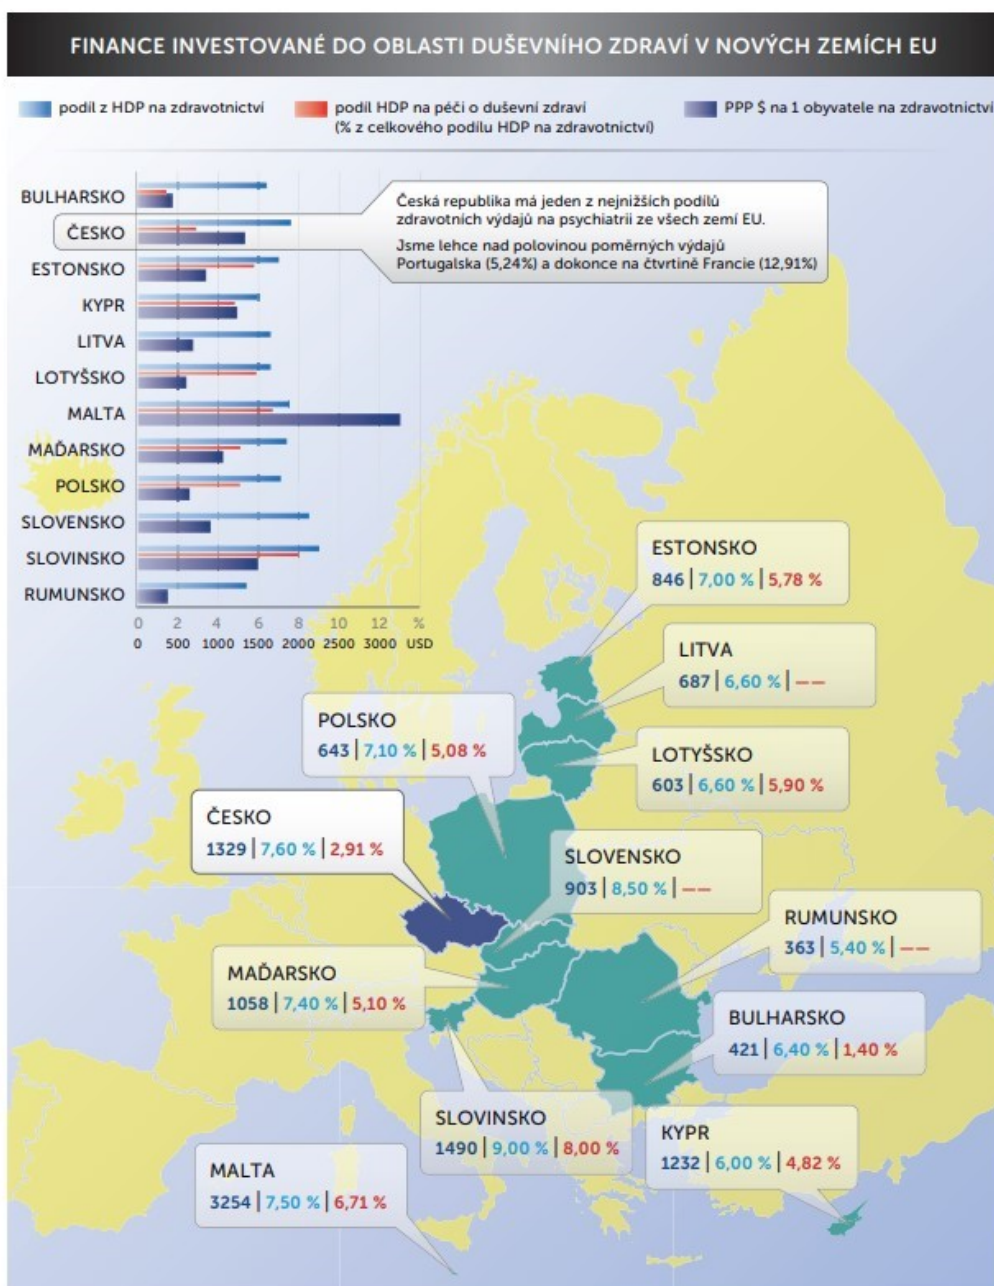 FINANCE INVESTOVANÉ DO OBLASTI DUŠEVNÍHO ZDRAVÍ V NOVÝCH ZEMÍCH EU
podíl z HDP na zdravotnictví
podíl HDP na péči o duševní zdraví
(% z celkového podílu HDP na zdravotnictví)
PPP $ na 1 obyvatele na zdravotnictví
BULHARSKO
ČESKO
ESTONSKO
KYPR
LITVA
LOTYŠSKO
MALTA
MAĎARSKO
POLSKO
SLOVENSKO
SLOVINSKO
RUMUNSKO
0 2 4 6 8 10 12 %
0 500 1000 1500 2000 2500 3000 USD
Česká republika má jeden z nejnižších podílů
zdravotních výdajů na psychiatrii ze všech zemí EU.
Jsme lehce nad polovinou poměrných výdajů
Portugalska (5,24%) a dokonce na čtvrtině Francie (12,91%)
ESTONSKO
846 | 7,00 % | 5,78 %
LITVA
687 | 6,60 % | ——
POLSKO
643 | 7,10 % | 5,08 %
LOTYŠSKO
603 | 6,60 % | 5,90 %
ČESKO
1329 | 7,60 % | 2,91 %
SLOVENSKO
903 | 8,50 % | ——
RUMUNSKO
363 | 5,40 % | ——
MAĎARSKO
1058 | 7,40 % | 5,10 %
BULHARSKO
421 | 6,40 % | 1,40 %
SLOVINSKO
1490 | 9,00 % | 8,00 %
KYPR
1232 | 6,00 % | 4,82 %
MALTA
3254 | 7,50 % | 6,71 %